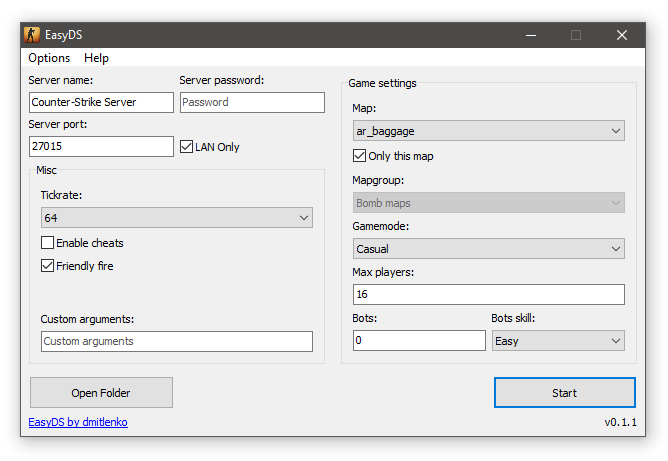 EasyDS
Options Help
Server name:
Server password:
Counter-Strike Server
Password
Server port:
27015
LAN Only
Misc
Tickrate:
64
Enable cheats
Friendly fire
Custom arguments:
Custom arguments
Game settings
Map:
ar_baggage
Only this map
Mapgroup:
Bomb maps
Gamemode:
Casual
Max players:
16
Bots:
Bots skill:
0
Easy
Open Folder
Start
EasyDS by dmitlenko
v0.1.1